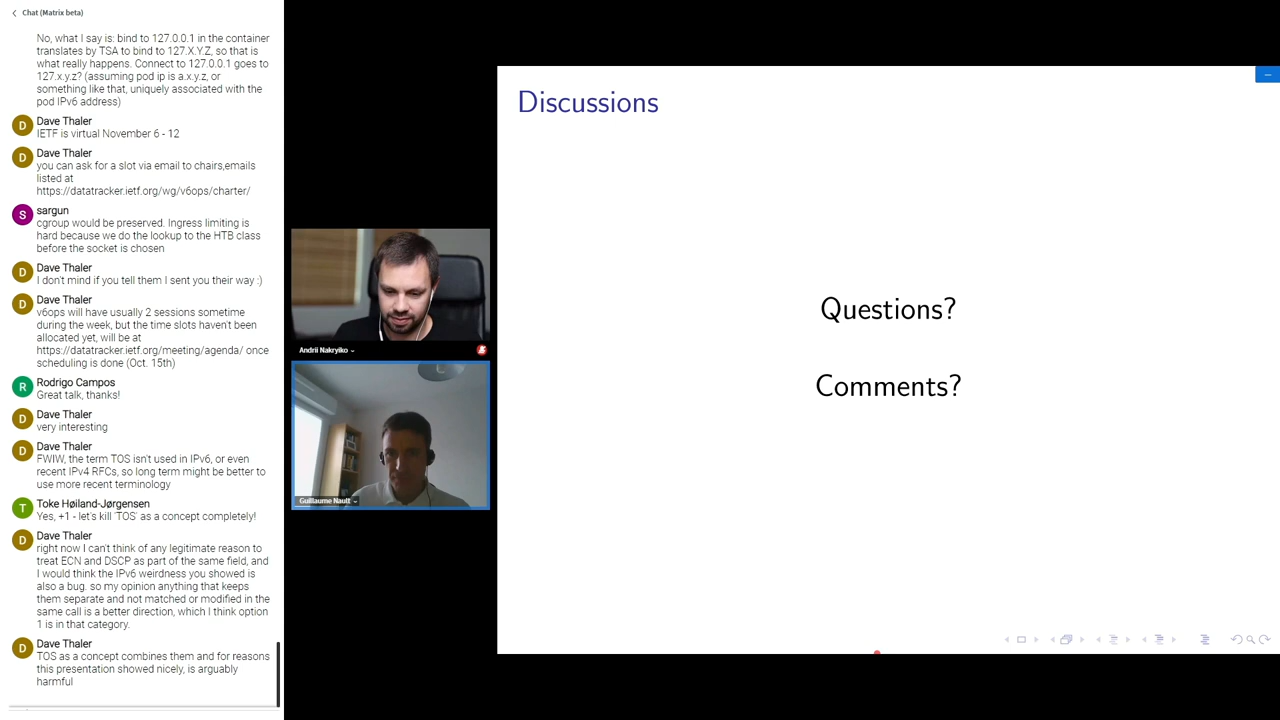 Chat (Matrix beta)
No, what I say is: bind to 127.0.0.1 in the container
translates by TSA to bind to 127.X.Y.Z, so that is
what really happens. Connect to 127.0.0.1 goes to
127.x.y.z? (assuming pod ip is a.x.y.z, or
something like that, uniquely associated with the
pod IPv6 address)
D
Dave Thaler
IETF is virtual November 6 - 12
D
Dave Thaler
you can ask for a slot via email to chairs,emails
listed at
https://datatracker.ietf.org/wg/v6ops/charter/
S
sargun
cgroup would be preserved. Ingress limiting is
hard because we do the lookup to the HTB class
before the socket is chosen
D
Dave Thaler
I don't mind if you tell them I sent you their way :)
D
Dave Thaler
v6ops will have usually 2 sessions sometime
during the week, but the time slots haven't been
allocated yet, will be at
https://datatracker.ietf.org/meeting/agenda/ once
scheduling is done (Oct. 15th)
R
Rodrigo Campos
Great talk, thanks!
D
Dave Thaler
very interesting
D
Dave Thaler
FWIW, the term TOS isn't used in IPv6, or even
recent IPv4 RFCs, so long term might be better to
use more recent terminology
T
Toke Høiland-Jørgensen
Yes, +1 - let's kill 'TOS' as a concept completely!
D
Dave Thaler
right now I can't think of any legitimate reason to
treat ECN and DSCP as part of the same field, and
I would think the IPv6 weirdness you showed is
also a bug. so my opinion anything that keeps
them separate and not matched or modified in the
same call is a better direction, which I think option
1 is in that category.
D
Dave Thaler
TOS as a concept combines them and for reasons
this presentation showed nicely, is arguably
harmful
Andrii Nakryiko
Guillaume Nault
Discussions
Questions?
Comments?